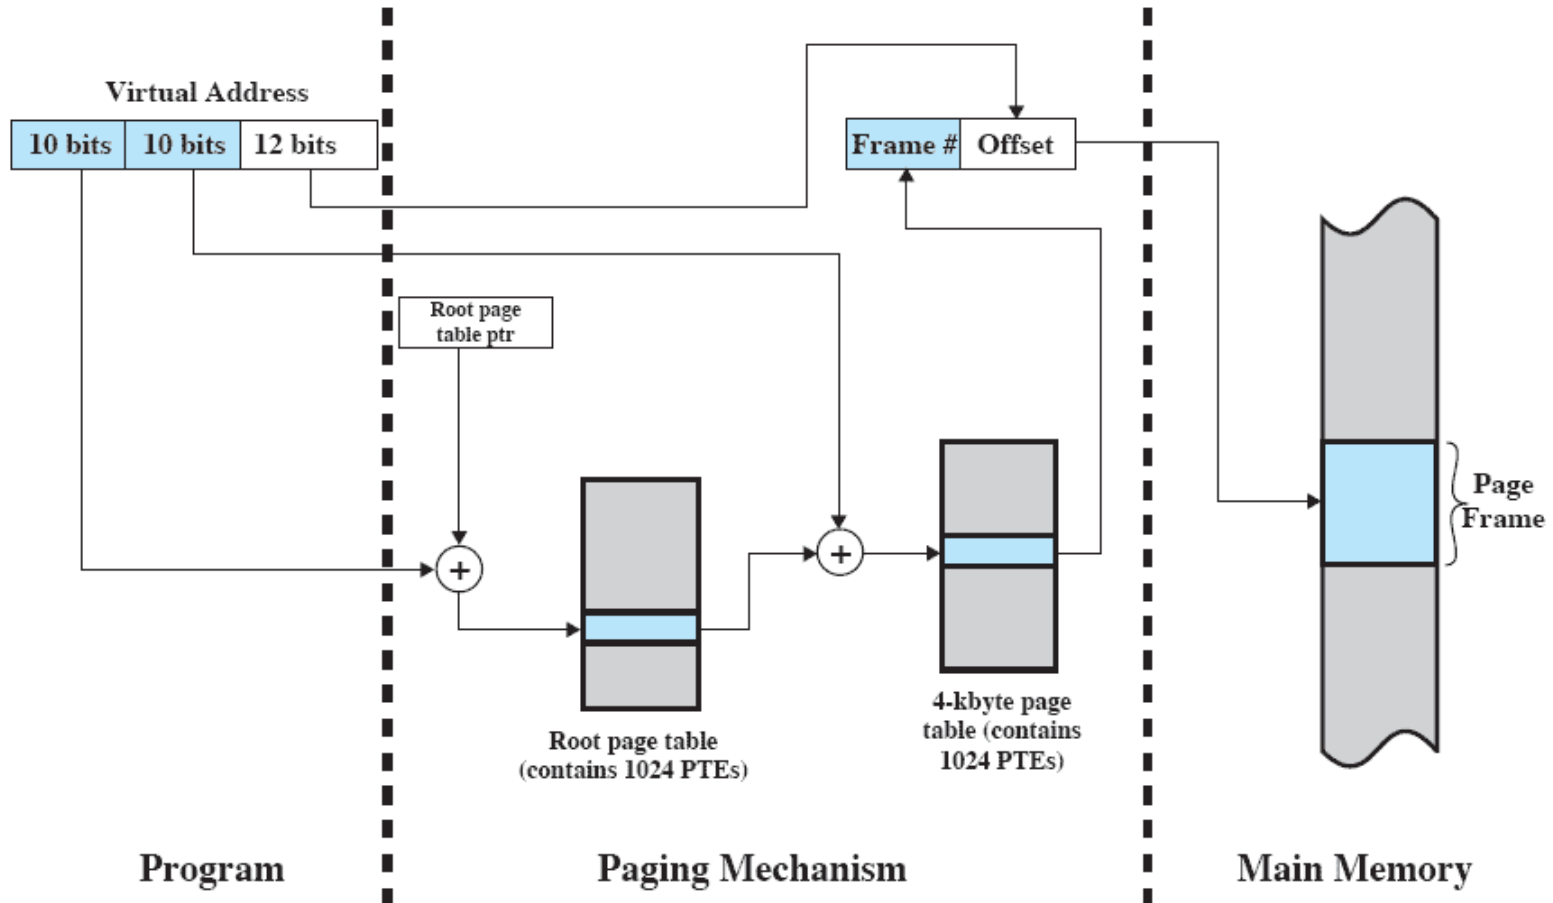 Virtual Address
10 bits 10 bits 12 bits
Frame # Offset
Root page
table ptr
+
+
Page
Frame
Root page table
(contains 1024 PTEs)
4-kbyte page
table (contains
1024 PTEs)
Program
Paging Mechanism
Main Memory